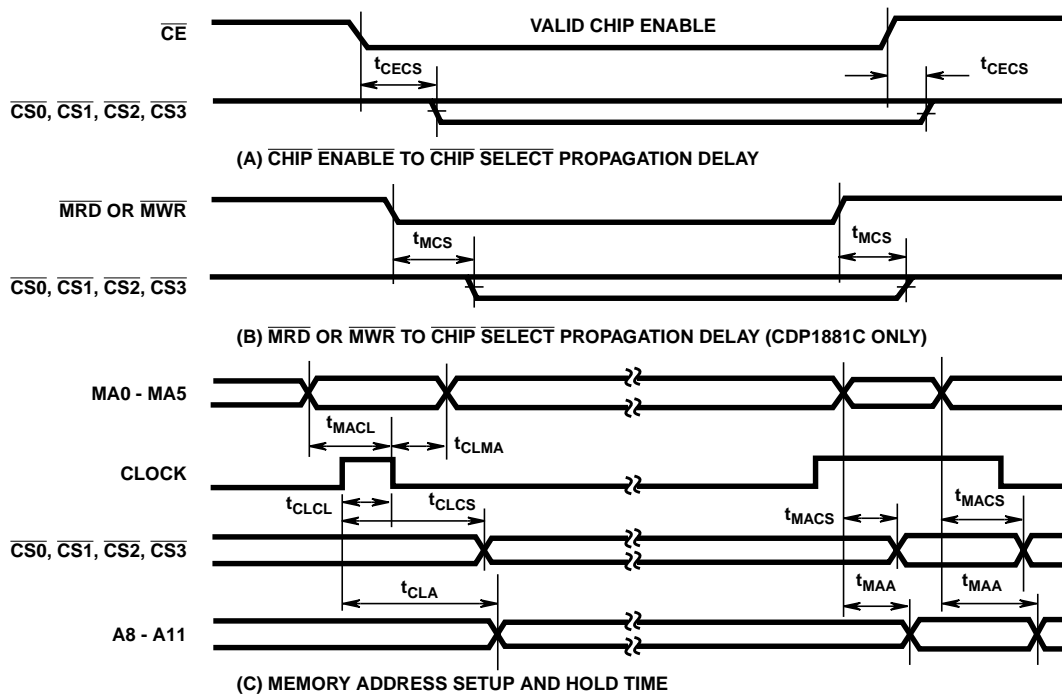 CE
VALID CHIP ENABLE
tCECS
tCECS
CS0, CS1, CS2, CS3
(A) CHIP ENABLE TO CHIP SELECT PROPAGATION DELAY
MRD OR MWR
tMCS
tMCS
CS0, CS1, CS2, CS3
(B) MRD OR MWR TO CHIP SELECT PROPAGATION DELAY (CDP1881C ONLY)
MA0 - MA5
tMACL
tCLMA
CLOCK
tCLCL
tCLCS
tMACS
tMACS
CS0, CS1, CS2, CS3
tCLA
tMAA
tMAA
A8 - A11
(C) MEMORY ADDRESS SETUP AND HOLD TIME